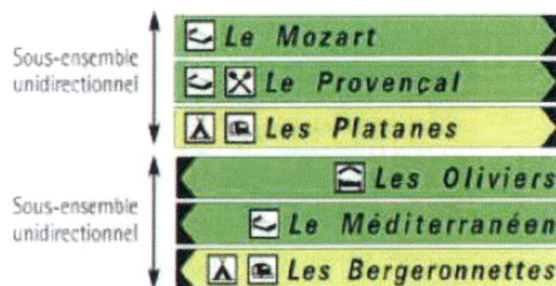 Sous-ensemble
unidirectionnel
Le Mozart
Le Provençal
Les Platanes
Sous-ensemble
unidirectionnel
Les Oliviers
Le Méditerranéen
Les Bergeronnettes